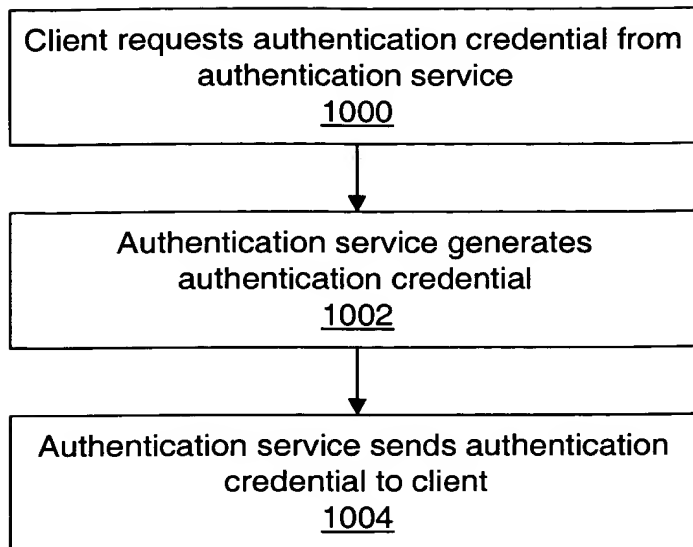 Client requests authentication credential from
authentication service
1000
Authentication service generates
authentication credential
1002
Authentication service sends authentication
credential to client
1004